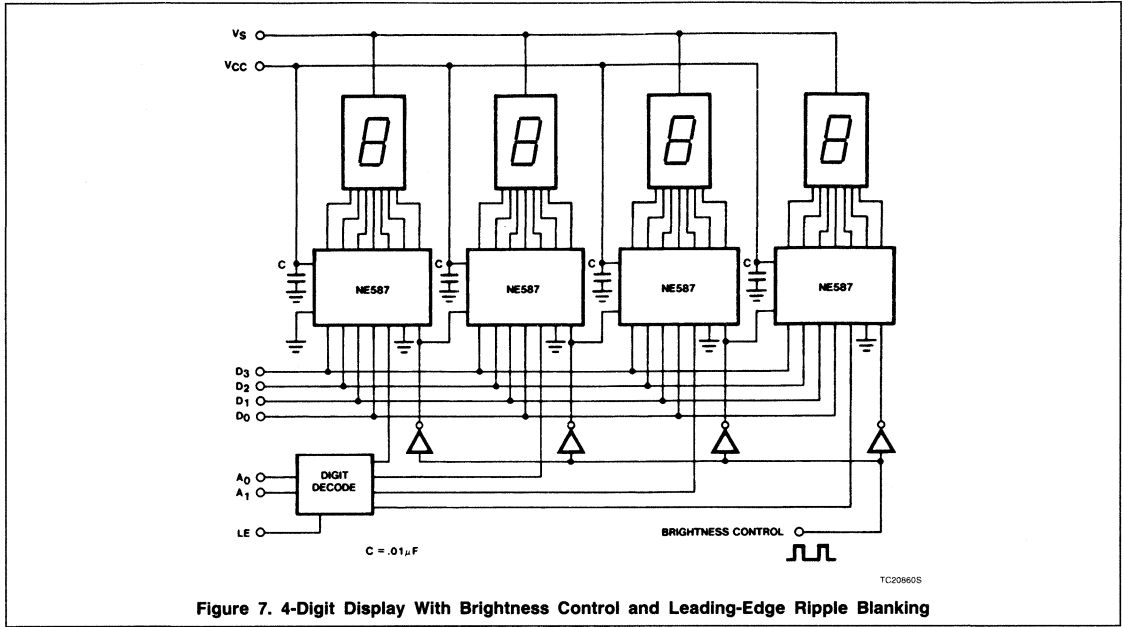 VS
VCC
C
C
C
C
NE587
NE587
NE587
NE587
D3
D2
D1
D0
A0
A1
DIGIT
DECODE
LE
BRIGHTNESS CONTROL
C = .01µF
TC20860S
Figure 7. 4-Digit Display With Brightness Control and Leading-Edge Ripple Blanking